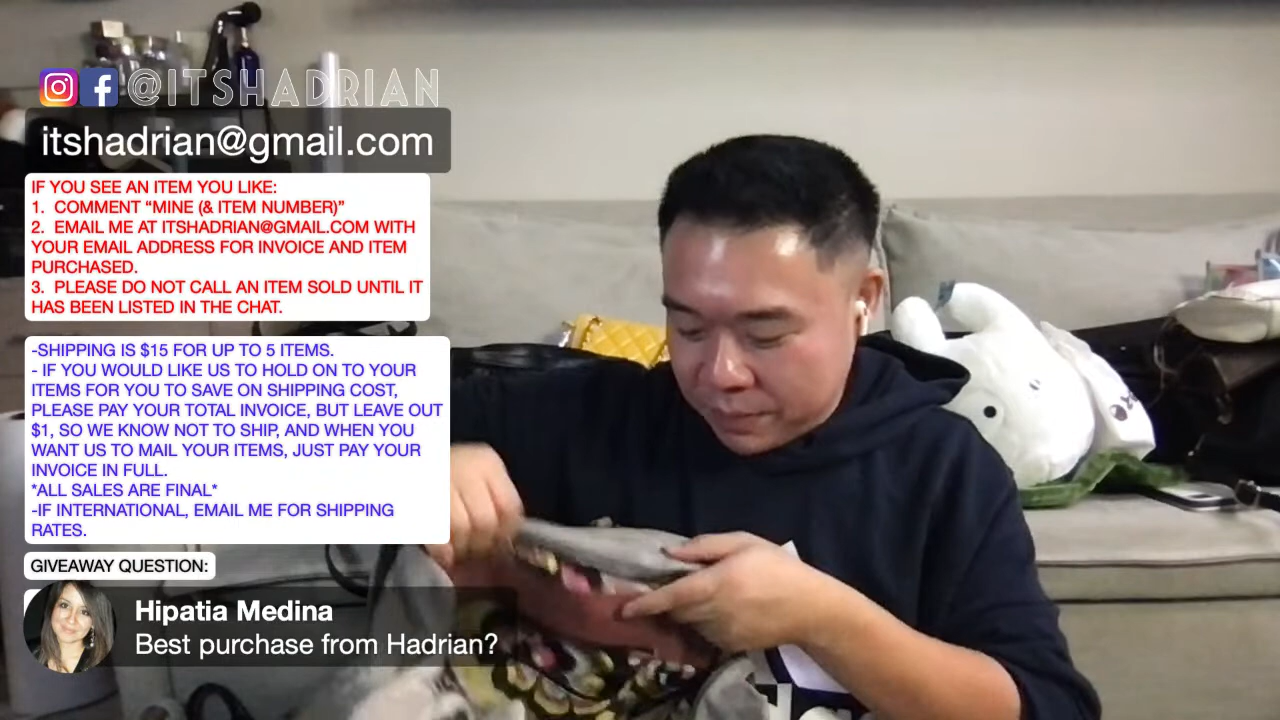 @ITSHADRIAN
itshadrian@gmail.com
IF YOU SEE AN ITEM YOU LIKE:
1. COMMENT “MINE (& ITEM NUMBER)”
2. EMAIL ME AT ITSHADRIAN@GMAIL.COM WITH
YOUR EMAIL ADDRESS FOR INVOICE AND ITEM
PURCHASED.
3. PLEASE DO NOT CALL AN ITEM SOLD UNTIL IT
HAS BEEN LISTED IN THE CHAT.
-SHIPPING IS $15 FOR UP TO 5 ITEMS.
- IF YOU WOULD LIKE US TO HOLD ON TO YOUR
ITEMS FOR YOU TO SAVE ON SHIPPING COST,
PLEASE PAY YOUR TOTAL INVOICE, BUT LEAVE OUT
$1, SO WE KNOW NOT TO SHIP, AND WHEN YOU
WANT US TO MAIL YOUR ITEMS, JUST PAY YOUR
INVOICE IN FULL.
*ALL SALES ARE FINAL*
-IF INTERNATIONAL, EMAIL ME FOR SHIPPING
RATES.
GIVEAWAY QUESTION:
Hipatia Medina
Best purchase from Hadrian?